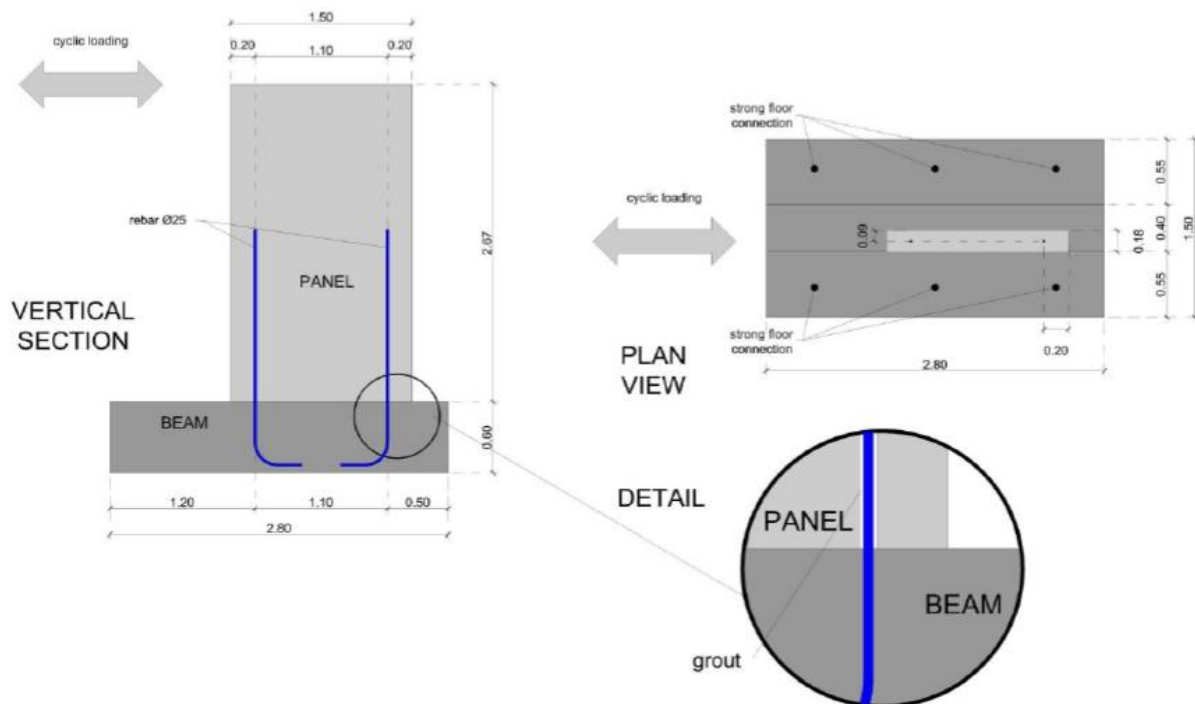 1.50
cyclic loading
0.20
1.10
0.20
rebar Ø25
PANEL
2.67
VERTICAL
SECTION
BEAM
0.60
1.20
1.10
0.50
2.80
strong floor
connection
cyclic loading
0.09
0.18
0.55
0.40
0.55
1.50
strong floor
connection
0.20
PLAN
VIEW
2.80
DETAIL
PANEL
BEAM
grout